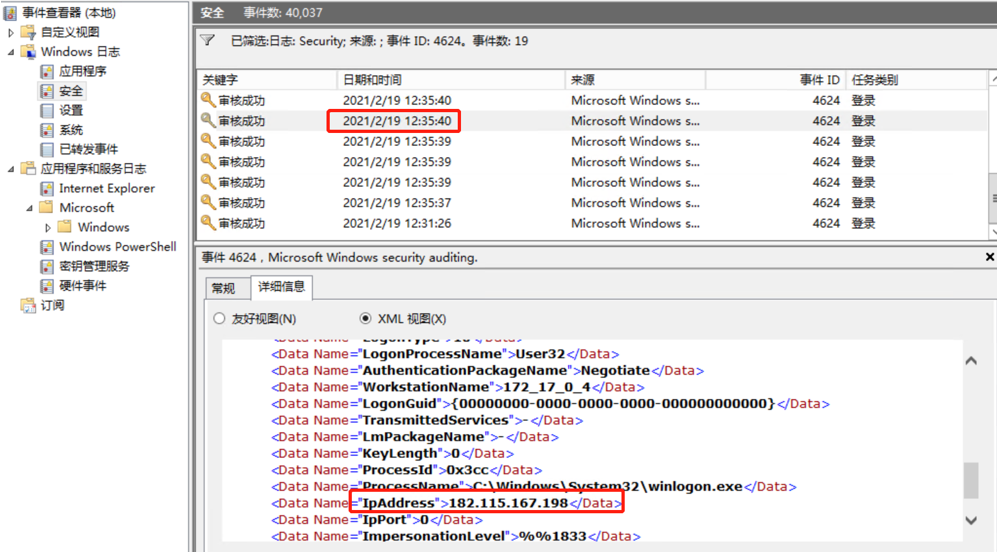 事件查看器 (本地)
自定义视图
Windows 日志
应用程序
安全
设置
系统
已转发事件
应用程序和服务日志
Internet Explorer
Microsoft
Windows
Windows PowerShell
密钥管理服务
硬件事件
订阅
安全 事件数: 40,037
已筛选:日志: Security; 来源: ; 事件 ID: 4624。事件数: 19
关键字 日期和时间 来源 事件 ID 任务类别
审核成功 2021/2/19 12:35:40 Microsoft Windows s... 4624 登录
审核成功 2021/2/19 12:35:40 Microsoft Windows s... 4624 登录
审核成功 2021/2/19 12:35:39 Microsoft Windows s... 4624 登录
审核成功 2021/2/19 12:35:39 Microsoft Windows s... 4624 登录
审核成功 2021/2/19 12:35:39 Microsoft Windows s... 4624 登录
审核成功 2021/2/19 12:35:37 Microsoft Windows s... 4624 登录
审核成功 2021/2/19 12:31:26 Microsoft Windows s... 4624 登录
事件 4624，Microsoft Windows security auditing.
常规 详细信息
友好视图(N) XML 视图(X)
<Data Name="LogonProcessName">User32</Data>
<Data Name="AuthenticationPackageName">Negotiate</Data>
<Data Name="WorkstationName">172_17_0_4</Data>
<Data Name="LogonGuid">{00000000-0000-0000-0000-000000000000}</Data>
<Data Name="TransmittedServices">-</Data>
<Data Name="LmPackageName">-</Data>
<Data Name="KeyLength">0</Data>
<Data Name="ProcessId">0x3cc</Data>
<Data Name="ProcessName">C:\Windows\System32\winlogon.exe</Data>
<Data Name="IpAddress">182.115.167.198</Data>
<Data Name="IpPort">0</Data>
<Data Name="ImpersonationLevel">%%1833</Data>